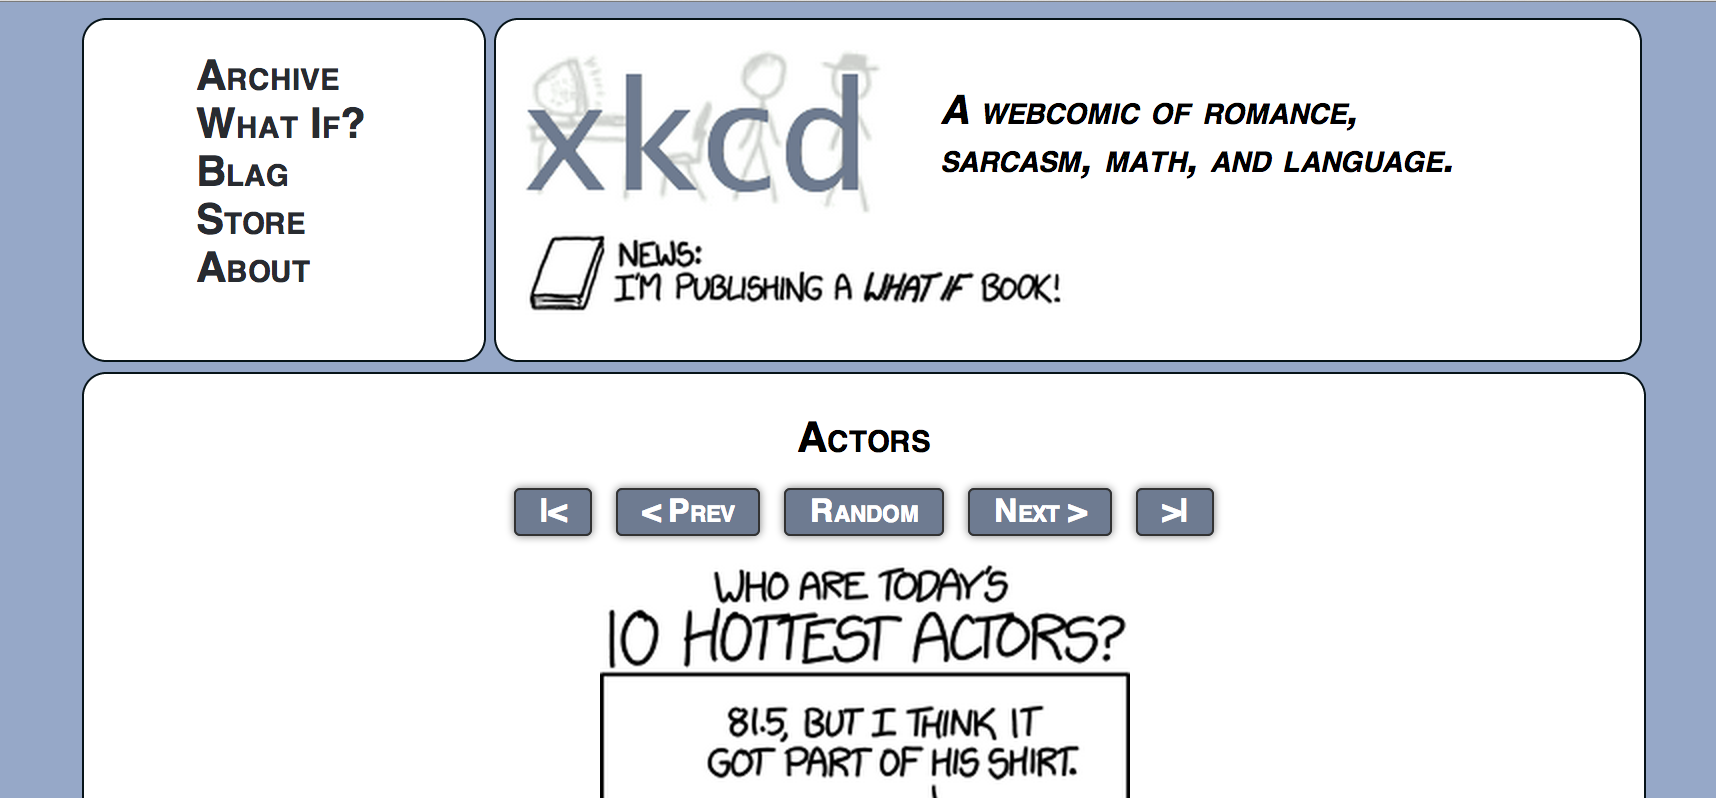 Archive
What If?
Blag
Store
About
xkcd
A webcomic of romance,
sarcasm, math, and language.
NEWS:
I'M PUBLISHING A WHAT IF BOOK!
Actors
|<
< Prev
Random
Next >
>|
WHO ARE TODAY'S
10 HOTTEST ACTORS?
81.5, BUT I THINK IT
GOT PART OF HIS SHIRT.